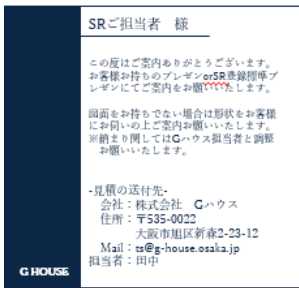 SRご担当者　様
この度はご案内ありがとうございます。
お客様お持ちのプレゼンorSR登録標準プ
レゼンにてご案内をお願いいたします。
図面をお持ちでない場合は形状をお客様
にお伺いの上ご案内お願いいたします。
※納まり関してはGハウス担当者と調整
お願いいたします。
-見積の送付先-
会社：株式会社　Gハウス
住所：〒535-0022
大阪市旭区新森2-23-12
Mail：ts@g-house.osaka.jp
担当者：田中
G HOUSE